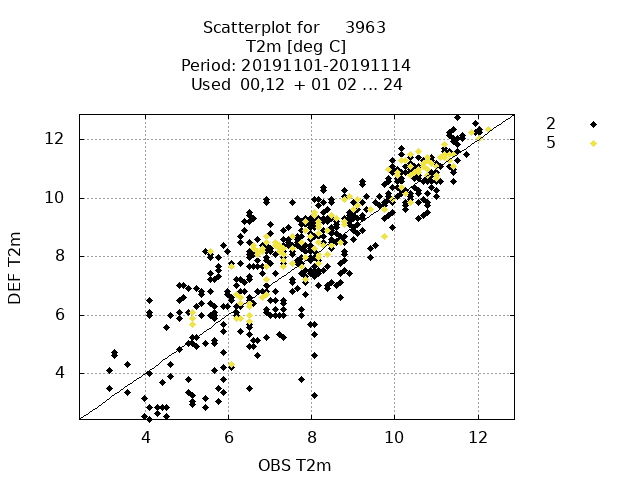 Scatterplot for 3963
T2m [deg C]
Period: 20191101-20191114
Used 00,12 + 01 02 ... 24
2
5
12
10
8
6
4
DEF T2m
4 6 8 10 12
OBS T2m